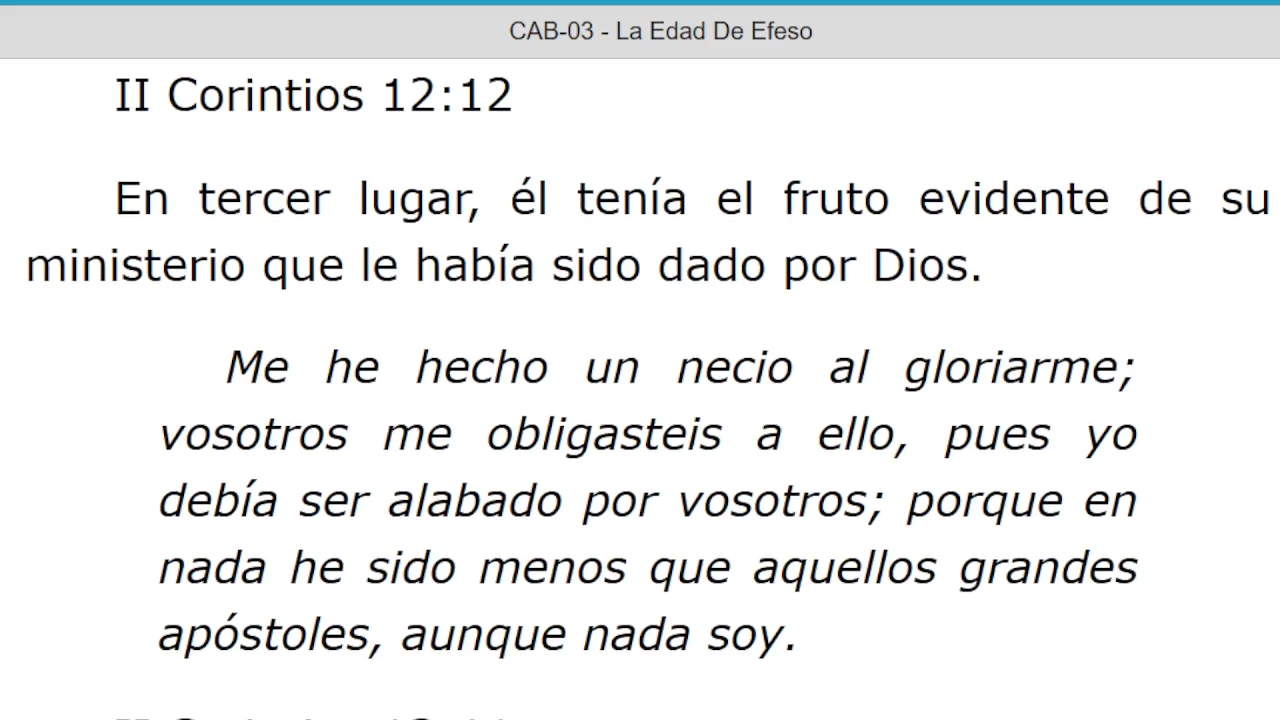 CAB-03 - La Edad De Efeso
II Corintios 12:12
En tercer lugar, él tenía el fruto evidente de su
ministerio que le había sido dado por Dios.
Me he hecho un necio al gloriarme;
vosotros me obligasteis a ello, pues yo
debía ser alabado por vosotros; porque en
nada he sido menos que aquellos grandes
apóstoles, aunque nada soy.